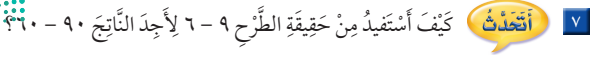 ٧ أَتَحَدَّثُ كَيْفَ أَسْتَفيدُ مِنْ حَقيقَةِ الطَّرْحِ ٩ - ٦ لِأَجِدَ النَّاتِجَ ٩٠ - ٦٠؟